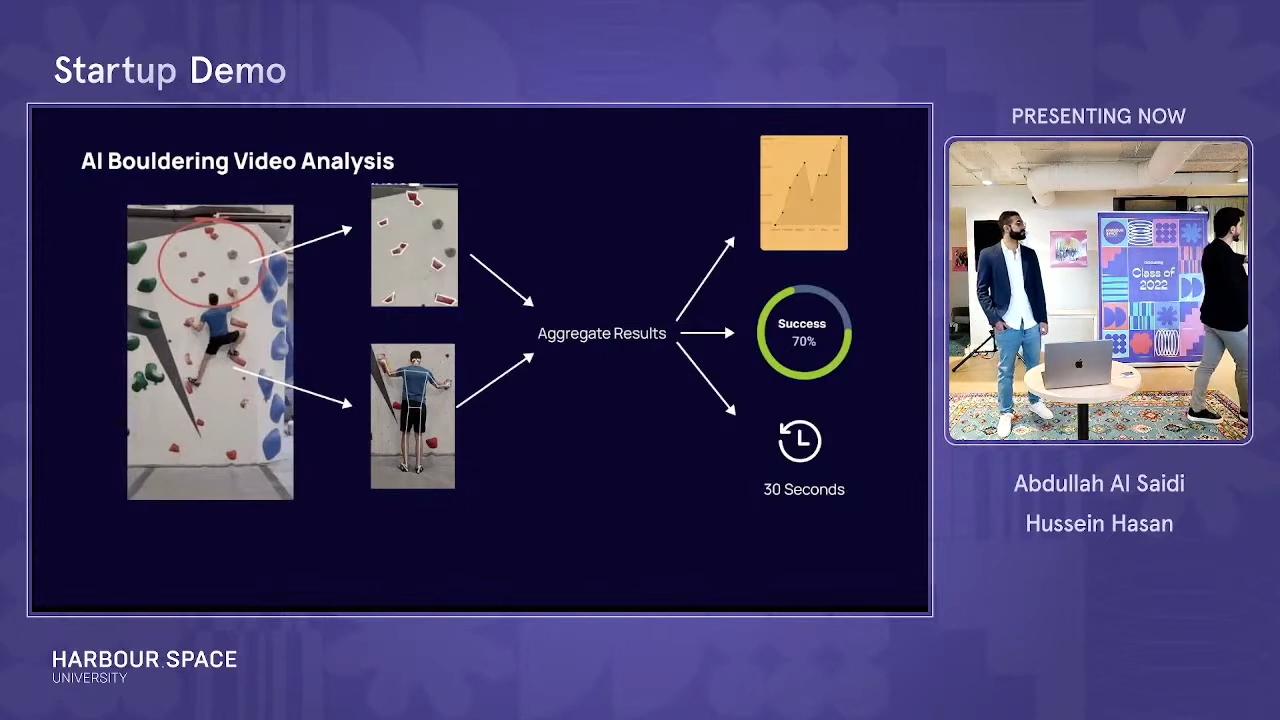 Startup Demo
AI Bouldering Video Analysis
Aggregate Results
Success
70%
30 Seconds
PRESENTING NOW
Class of
2022
Abdullah Al Saidi
Hussein Hasan
HARBOUR.SPACE
UNIVERSITY